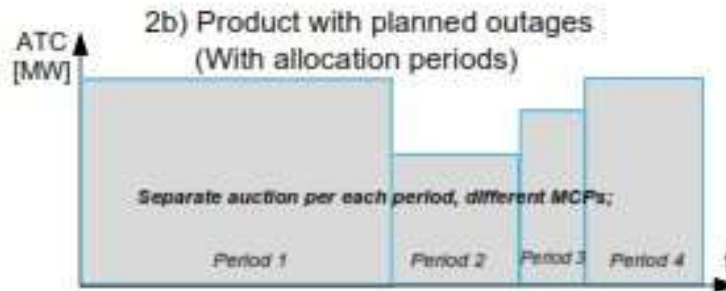 2b) Product with planned outages
(With allocation periods)
ATC
[MW]
Separate auction per each period, different MCPs;
Period 1
Period 2
Period 3
Period 4